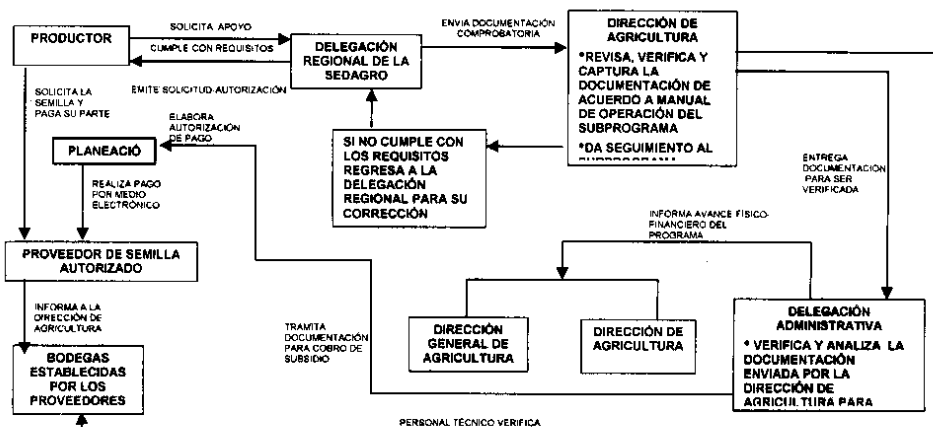 PRODUCTOR
SOLICITA APOYO
CUMPLE CON REQUISITOS
DELEGACIÓN
REGIONAL DE LA
SEDAGRO
ENVIA DOCUMENTACIÓN
COMPROBATORIA
DIRECCIÓN DE
AGRICULTURA
*REVISA, VERIFICA Y
CAPTURA LA
DOCUMENTACIÓN DE
ACUERDO A MANUAL
DE OPERACIÓN DEL
SUBPROGRAMA
*DA SEGUIMIENTO AL
SUBPROGRAMA
SOLICITA LA
SEMILLA Y
PAGA SU PARTE
EMITE SOLICITUD-AUTORIZACIÓN
ELABORA
AUTORIZACIÓN
DE PAGO
PLANEACIÓ
SI NO CUMPLE CON
LOS REQUISITOS
REGRESA A LA
DELEGACIÓN
REGIONAL PARA SU
CORRECCIÓN
ENTREGA
DOCUMENTACIÓN
PARA SER
VERIFICADA
REALIZA PAGO
POR MEDIO
ELECTRÓNICO
INFORMA AVANCE FÍSICO-
FINANCIERO DEL
PROGRAMA
PROVEEDOR DE SEMILLA
AUTORIZADO
INFORMA A LA
DIRECCIÓN DE
AGRICULTURA
TRAMITA
DOCUMENTACIÓN
PARA COBRO DE
SUBSIDIO
DIRECCIÓN
GENERAL DE
AGRICULTURA
DIRECCIÓN DE
AGRICULTURA
DELEGACIÓN
ADMINISTRATIVA
* VERIFICA Y ANALIZA LA
DOCUMENTACIÓN
ENVIADA POR LA
DIRECCIÓN DE
AGRICULTURA PARA
BODEGAS
ESTABLECIDAS
POR LOS
PROVEEDORES
PERSONAL TÉCNICO VERIFICA